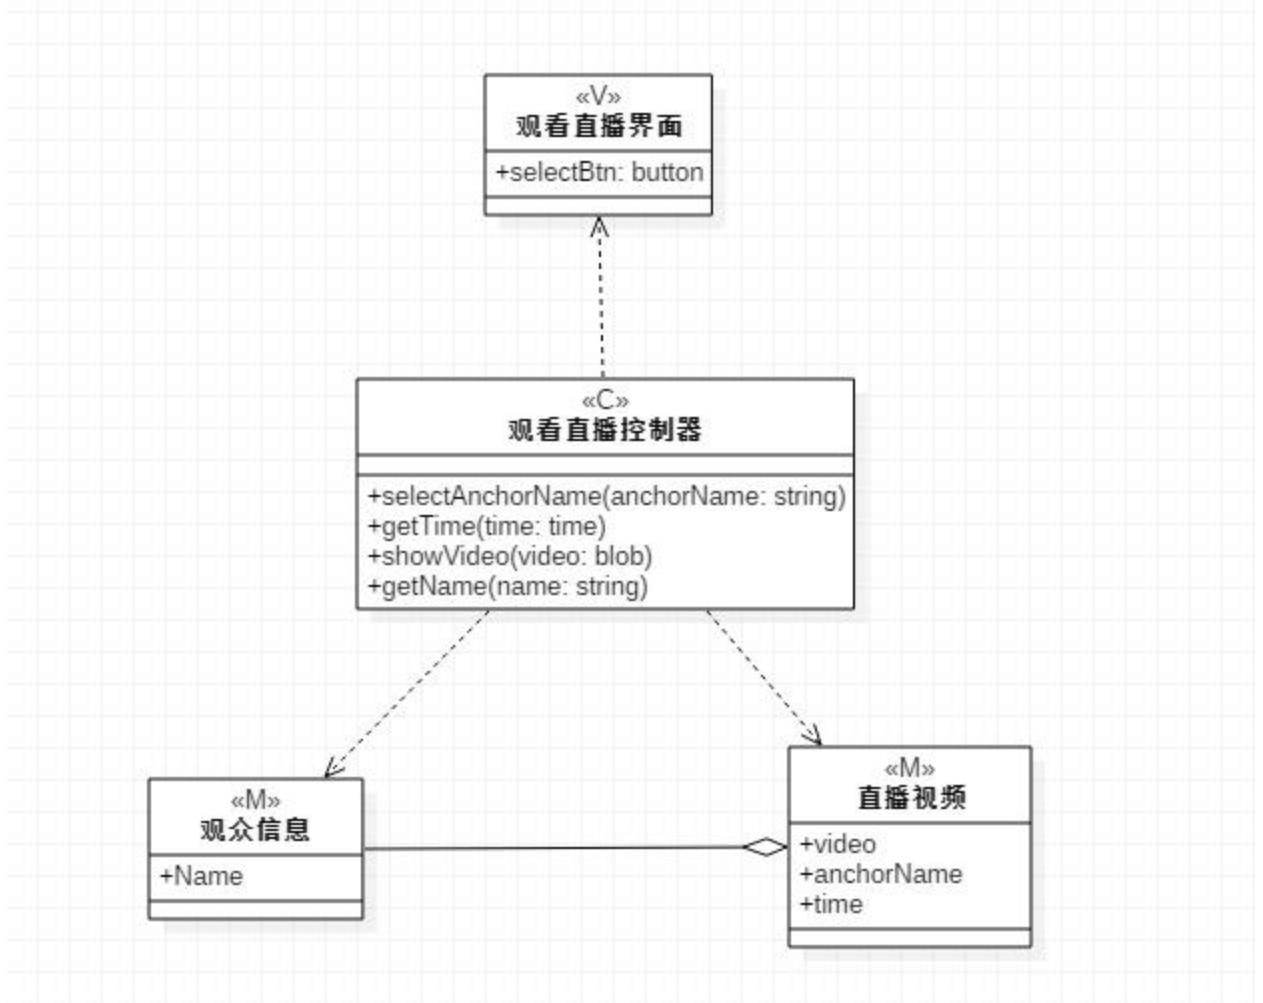 «V»
观看直播界面
+selectBtn: button
«C»
观看直播控制器
+selectAnchorName(anchorName: string)
+getTime(time: time)
+showVideo(video: blob)
+getName(name: string)
«M»
观众信息
+Name
«M»
直播视频
+video
+anchorName
+time